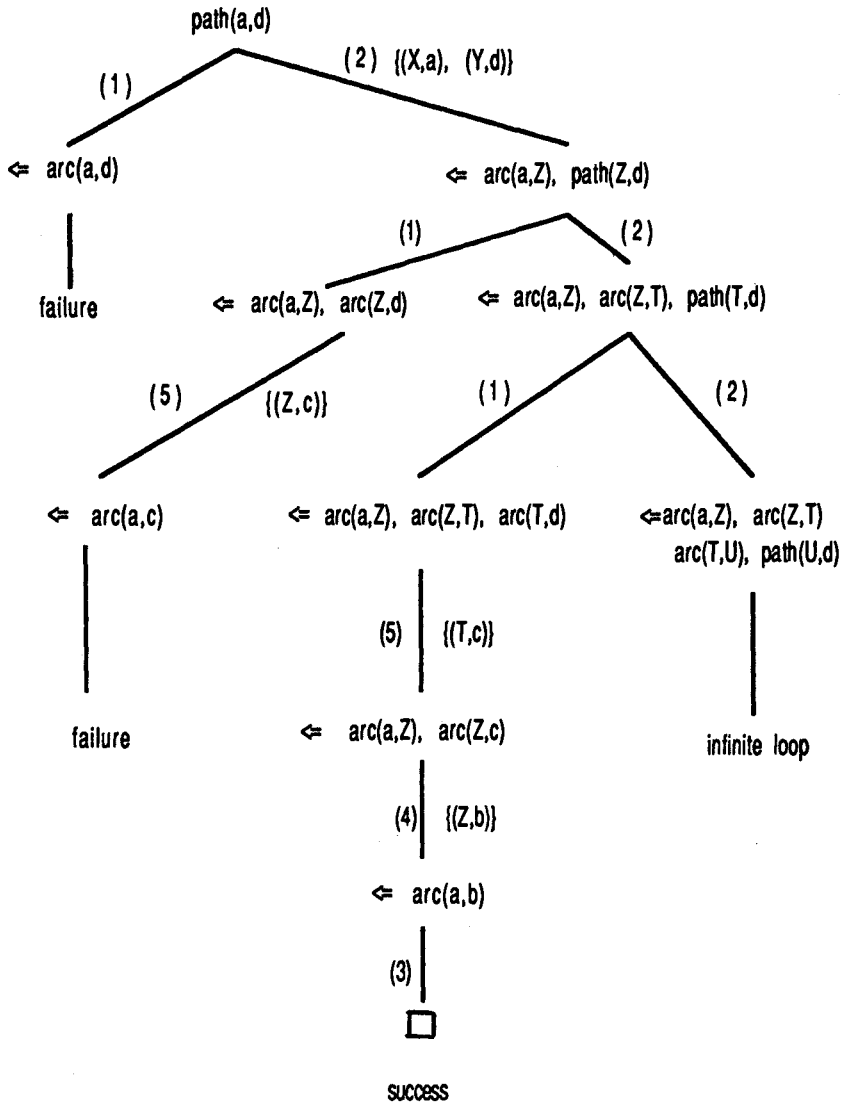 path(a,d)
(1)
(2) {(X,a), (Y,d)}
⇐ arc(a,d)
⇐ arc(a,Z), path(Z,d)
(1)
(2)
failure
⇐ arc(a,Z), arc(Z,d)
⇐ arc(a,Z), arc(Z,T), path(T,d)
(5)
{(Z,c)}
(1)
(2)
⇐ arc(a,c)
⇐ arc(a,Z), arc(Z,T), arc(T,d)
⇐arc(a,Z), arc(Z,T)
arc(T,U), path(U,d)
(5) {(T,c)}
failure
⇐ arc(a,Z), arc(Z,c)
infinite loop
(4) {(Z,b)}
⇐ arc(a,b)
(3)
success